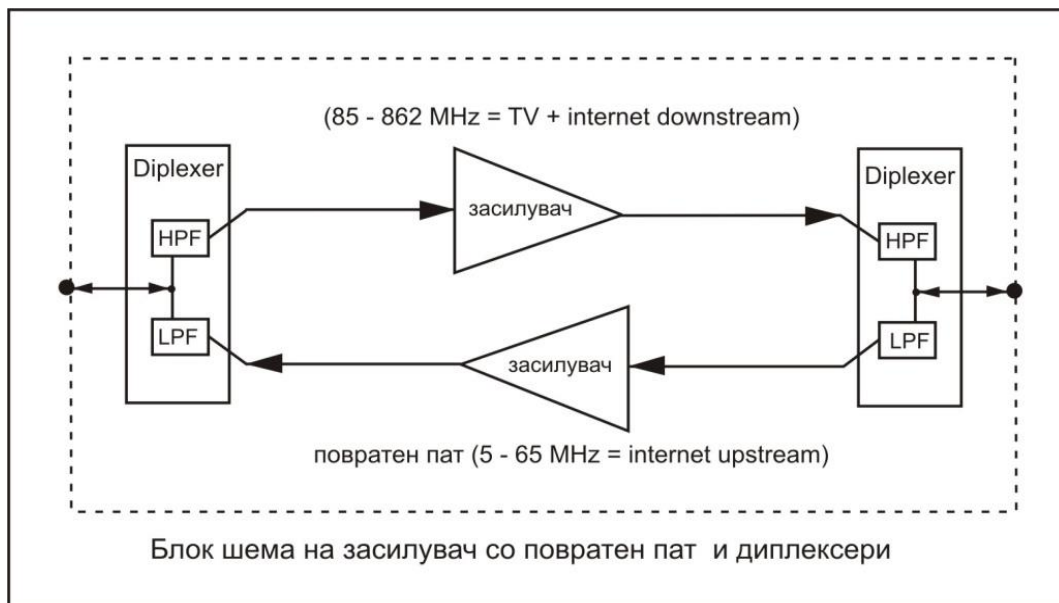 (85 - 862 MHz = TV + internet downstream)
Diplexer
Diplexer
засилувач
HPF
HPF
LPF
LPF
засилувач
повратен пат (5 - 65 MHz = internet upstream)
Блок шема на засилувач со повратен пат и диплексери